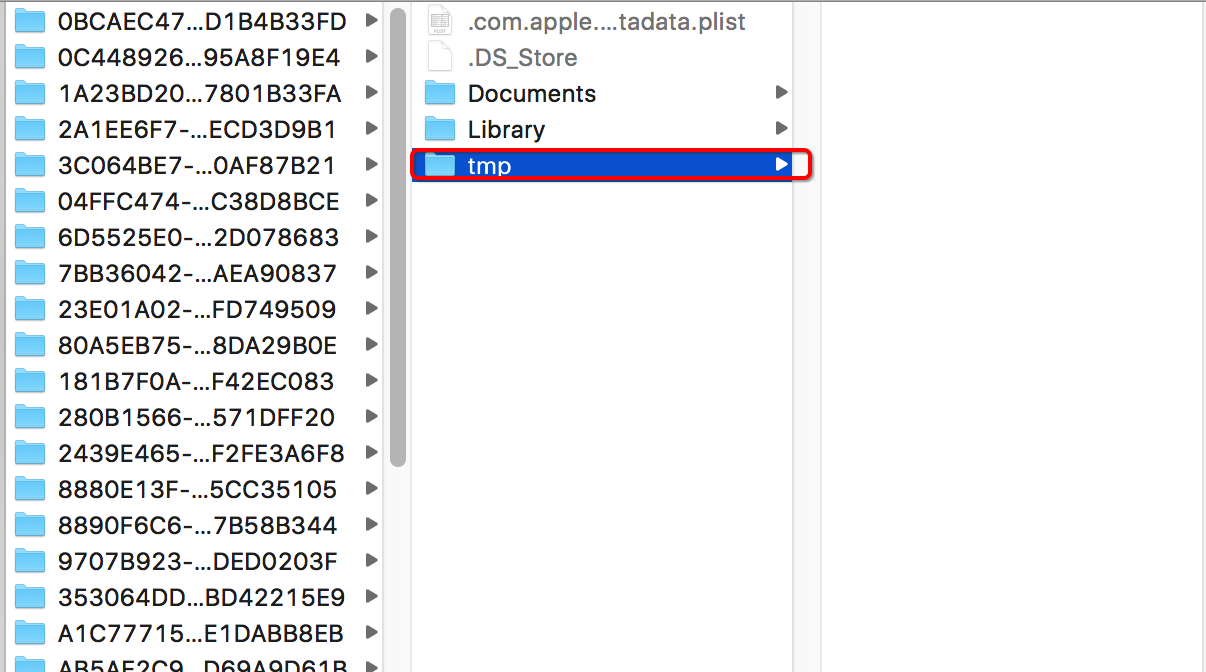 0BCAEC47...D1B4B33FD
0C448926...95A8F19E4
1A23BD20...7801B33FA
2A1EE6F7-...ECD3D9B1
3C064BE7-...0AF87B21
04FFC474-...C38D8BCE
6D5525E0-...2D078683
7BB36042-...AEA90837
23E01A02-...FD749509
80A5EB75-...8DA29B0E
181B7F0A-...F42EC083
280B1566-...571DFF20
2439E465-...F2FE3A6F8
8880E13F-...5CC35105
8890F6C6-...7B58B344
9707B923-...DED0203F
353064DD...BD42215E9
A1C77715...E1DABB8EB
AB5AE2C9...D69A9D61B
.com.apple....tadata.plist
.DS_Store
Documents
Library
tmp